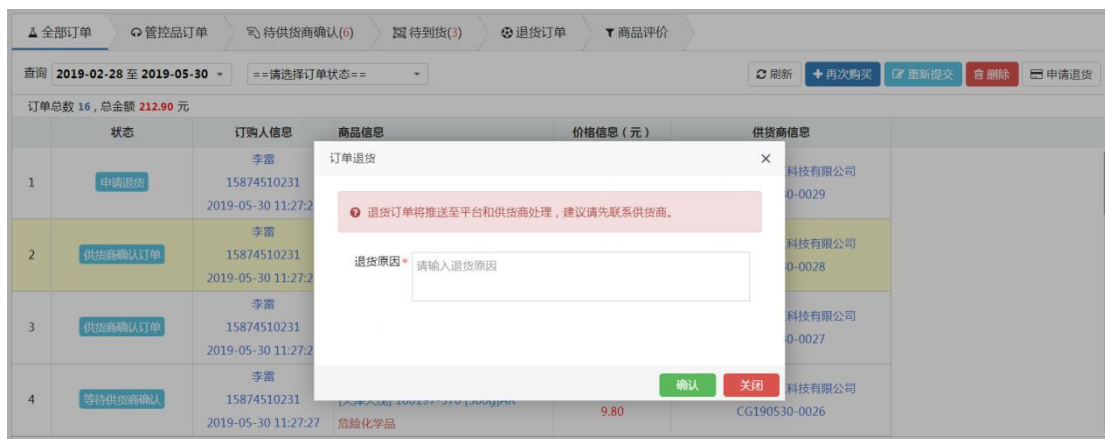 全部订单 管控品订单 待供货商确认(6) 待到货(3) 退货订单 商品评价
查询 2019-02-28 至 2019-05-30 ==请选择订单状态== 刷新 再次购买 重新提交 删除 申请退货
订单总数 16 , 总金额 212.90 元
状态 订购人信息 商品信息 价格信息（元） 供货商信息
订单退货 ×
退货订单将推送至平台和供货商处理，建议请先联系供货商。
退货原因* 请输入退货原因
确认 关闭
1 申请退货 李雷 科技有限公司
15874510231 0-0029
2019-05-30 11:27:2
2 供货商确认订单 李雷 科技有限公司
15874510231 0-0028
2019-05-30 11:27:2
3 供货商确认订单 李雷 科技有限公司
15874510231 0-0027
2019-05-30 11:27:2
4 等待供货商确认 李雷 科技有限公司
15874510231 9.80 CG190530-0026
2019-05-30 11:27:27 危险化学品